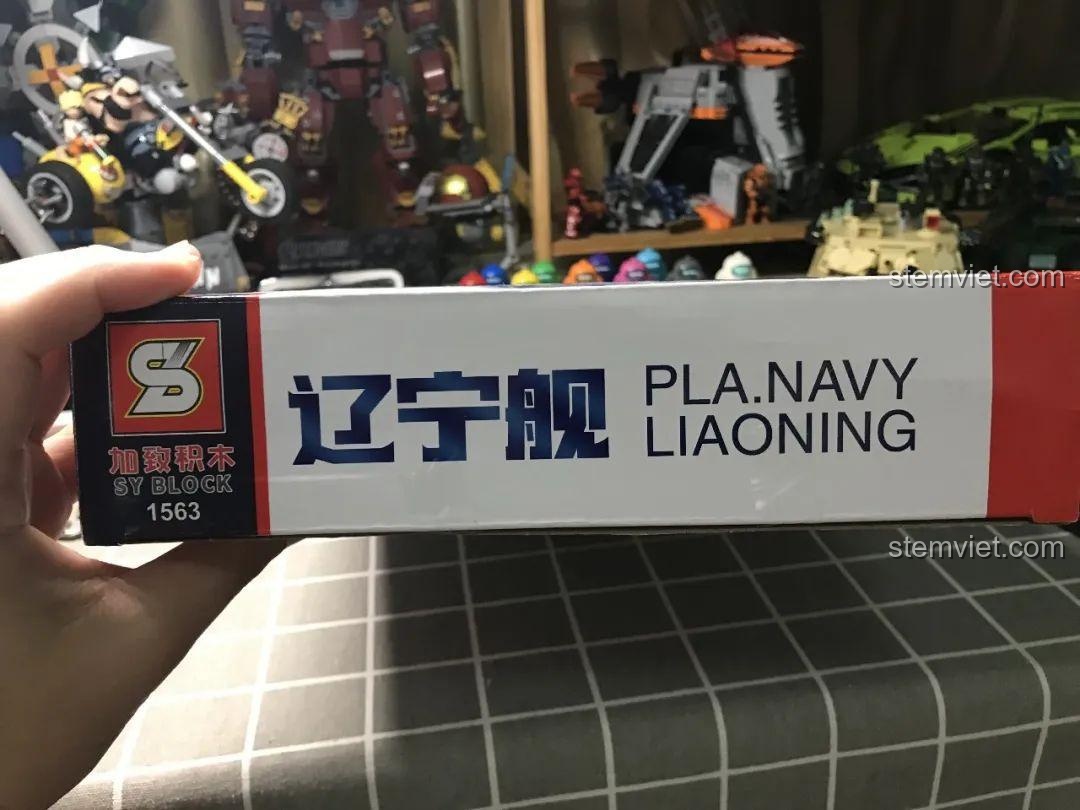 stemviet.com
加致积木
SY BLOCK
1563
辽宁舰
PLA.NAVY
LIAONING
stemviet.com